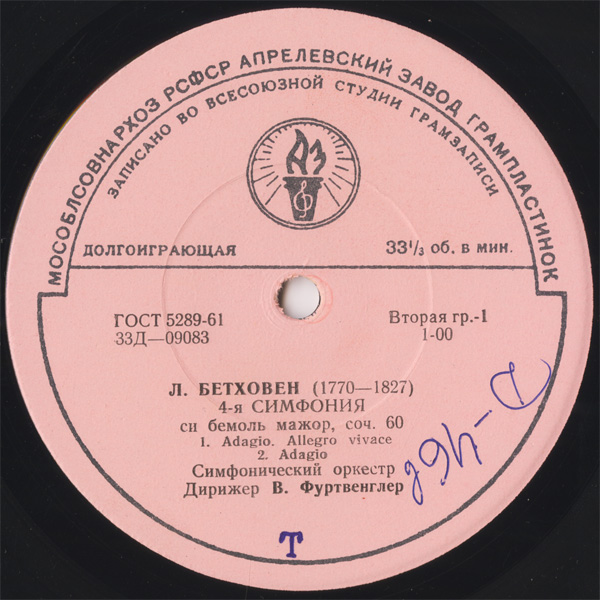 МОСОБЛСОВНАРХОЗ РСФСР АПРЕЛЕВСКИЙ ЗАВОД ГРАМПЛАСТИНОК
ЗАПИСАНО ВО ВСЕСОЮЗНОЙ СТУДИИ ГРАМЗАПИСИ
АЗ
ДОЛГОИГРАЮЩАЯ
33⅓ об. в мин.
ГОСТ 5289-61
33Д—09083
Вторая гр.-1
1-00
Л. БЕТХОВЕН (1770—1827)
4-я СИМФОНИЯ
си бемоль мажор, соч. 60
1. Adagio. Allegro vivace
2. Adagio
Симфонический оркестр
Дирижер В. Фуртвенглер
Т